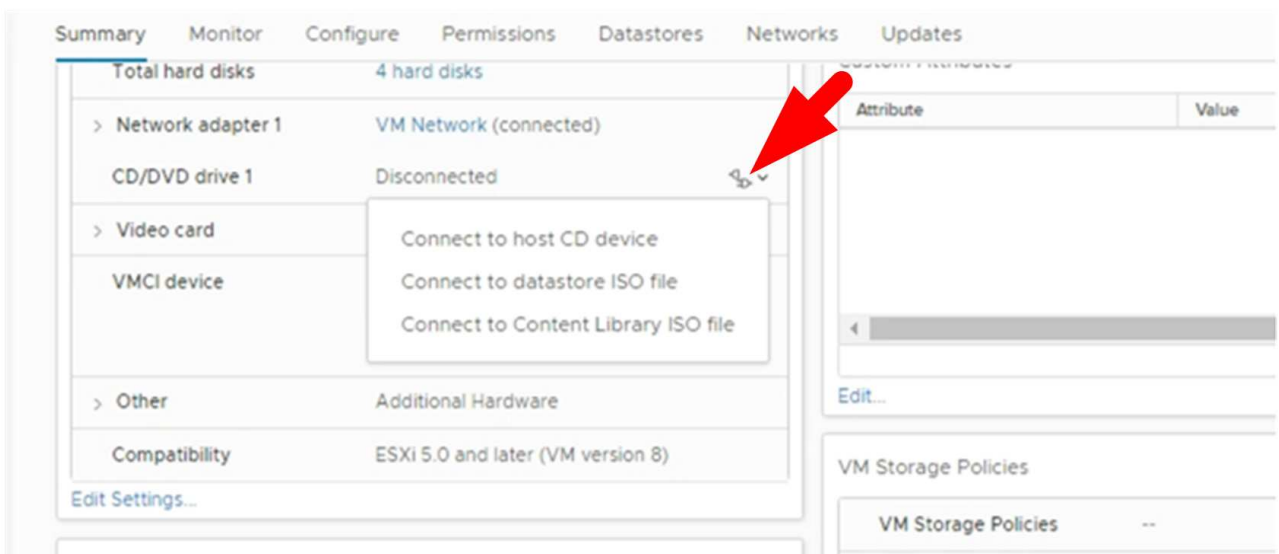 Summary Monitor Configure Permissions Datastores Networks Updates
Total hard disks 4 hard disks
> Network adapter 1 VM Network (connected)
CD/DVD drive 1 Disconnected
> Video card
Connect to host CD device
VMCI device
Connect to datastore ISO file
Connect to Content Library ISO file
> Other Additional Hardware
Compatibility ESXi 5.0 and later (VM version 8)
Edit Settings...
Custom Attributes
Attribute Value
Edit...
VM Storage Policies
VM Storage Policies --